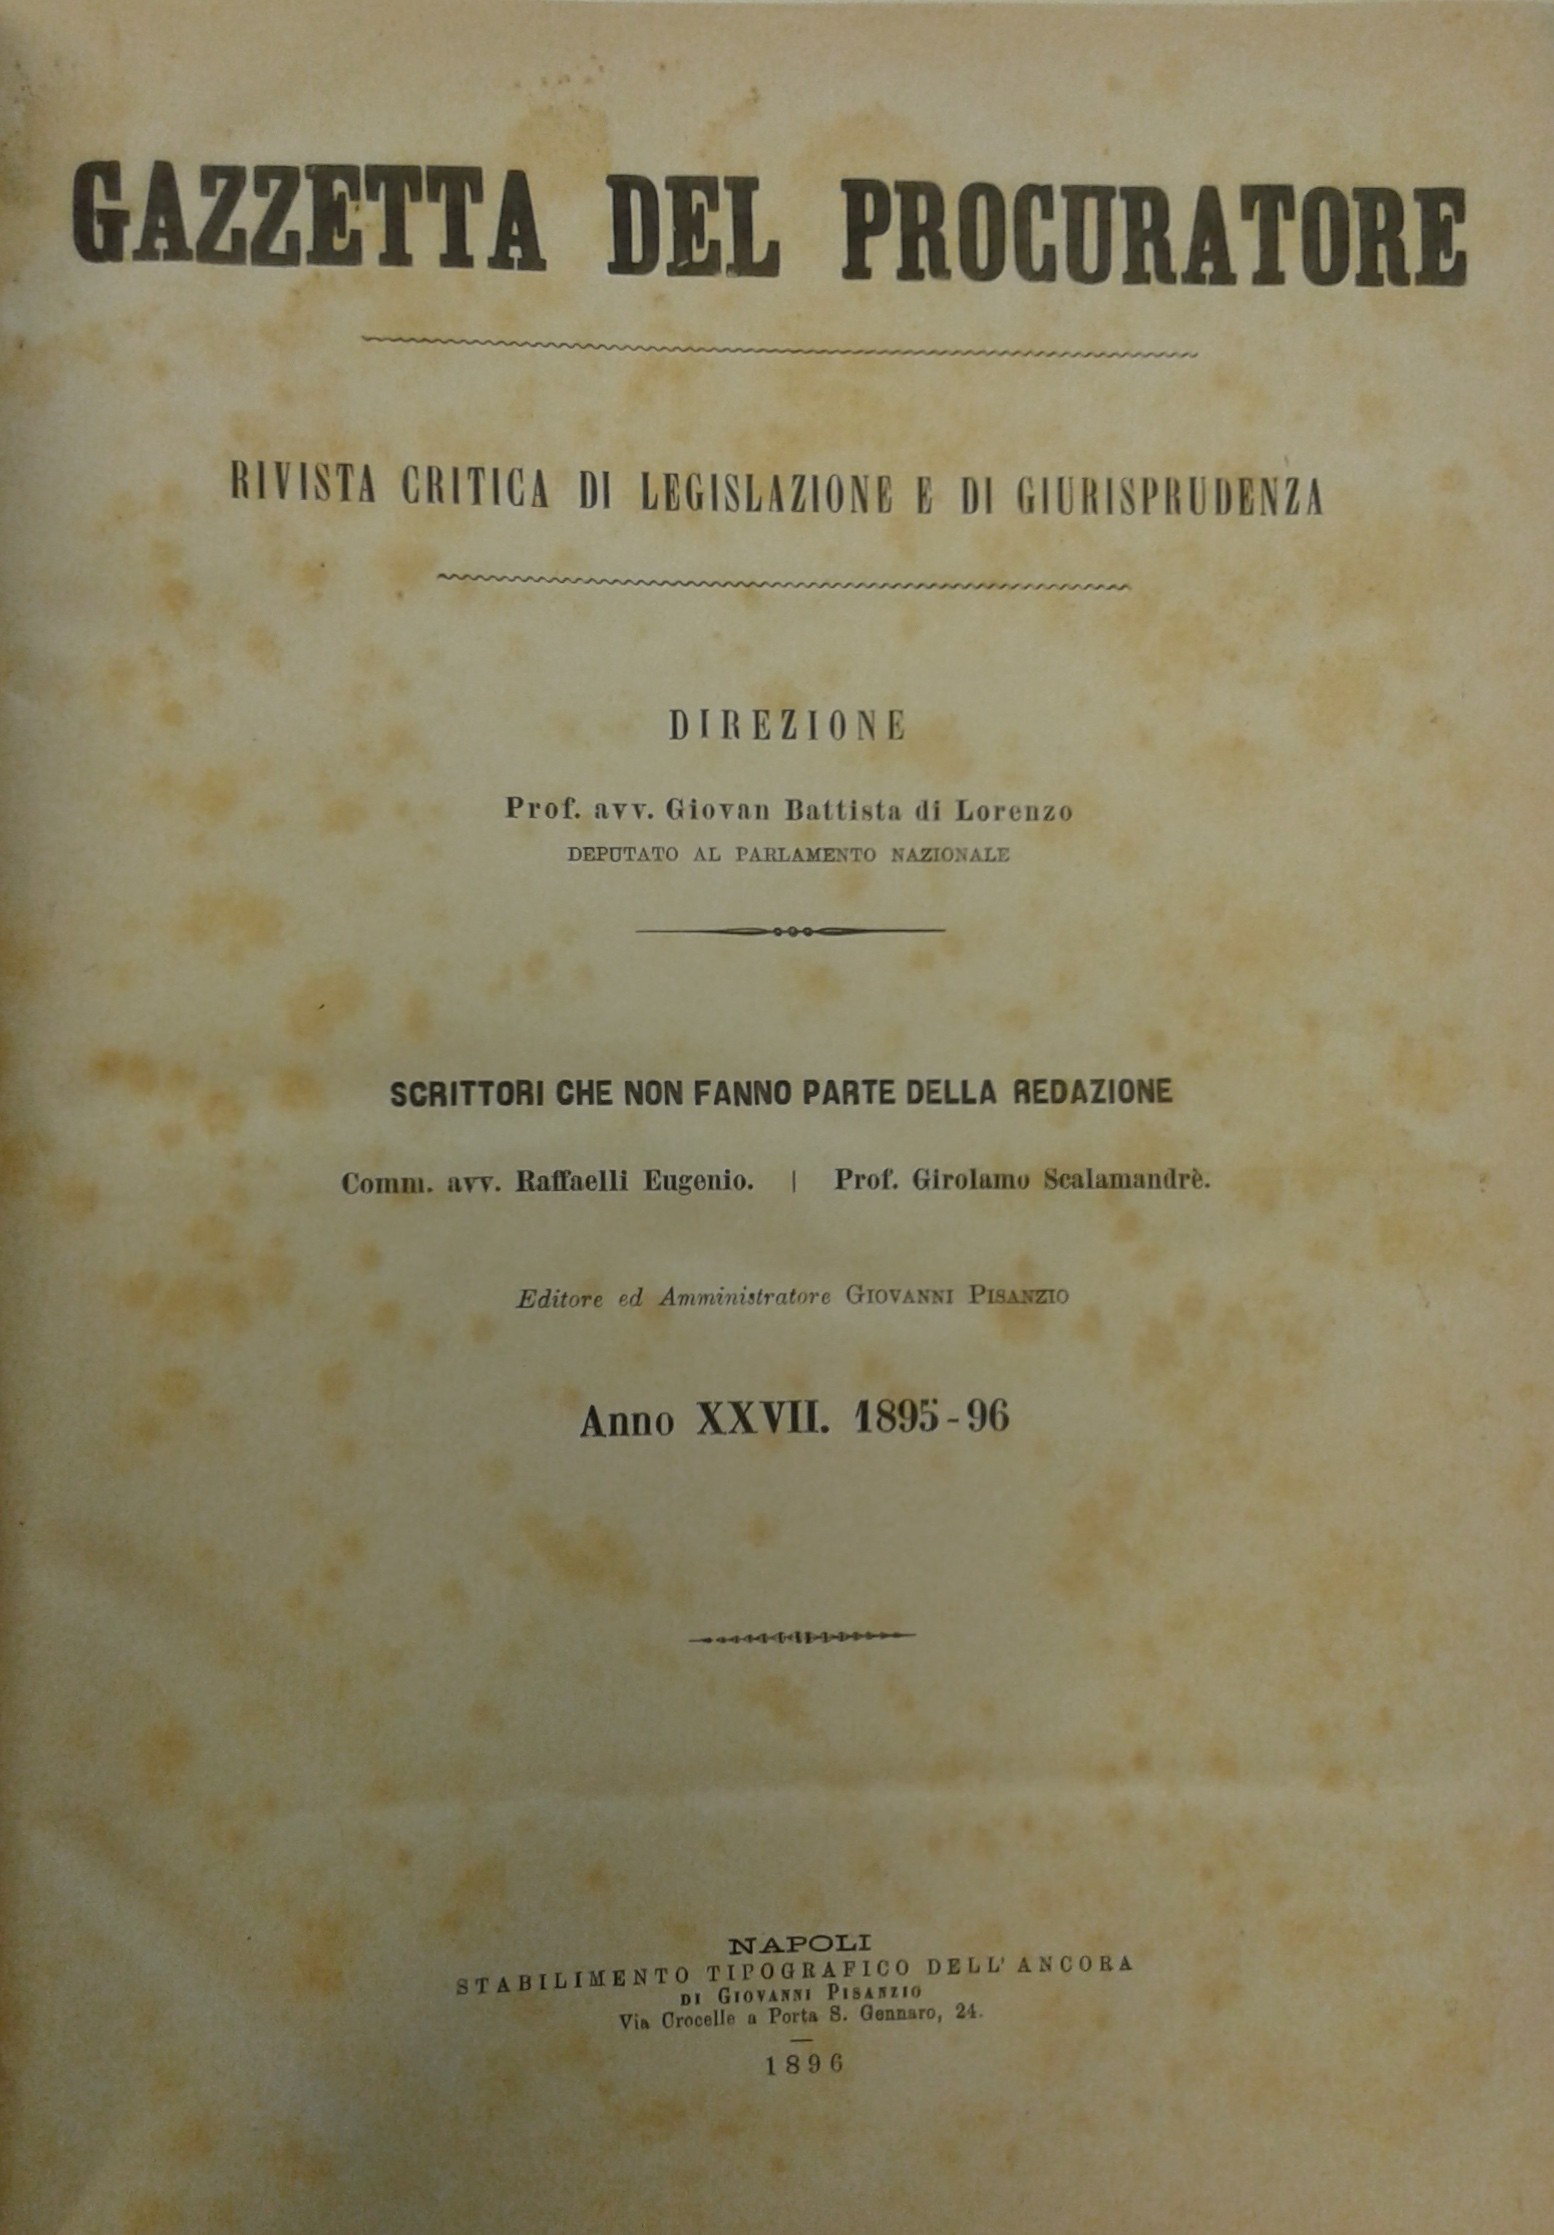 GAZZETTA DEL PROCURATORE
RIVISTA CRITICA DI LEGISLAZIONE E DI GIURISPRUDENZA
DIREZIONE
Prof. avv. Giovan Battista di Lorenzo
DEPUTATO AL PARLAMENTO NAZIONALE
SCRITTORI CHE NON FANNO PARTE DELLA REDAZIONE
Comm. avv. Raffaelli Eugenio. | Prof. Girolamo Scalamandrè.
Editore ed Amministratore GIOVANNI PISANZIO
Anno XXVII. 1895-96
NAPOLI
STABILIMENTO TIPOGRAFICO DELL' ANCORA
DI GIOVANNI PISANZIO
Via Crocelle a Porta S. Gennaro, 24.
1896